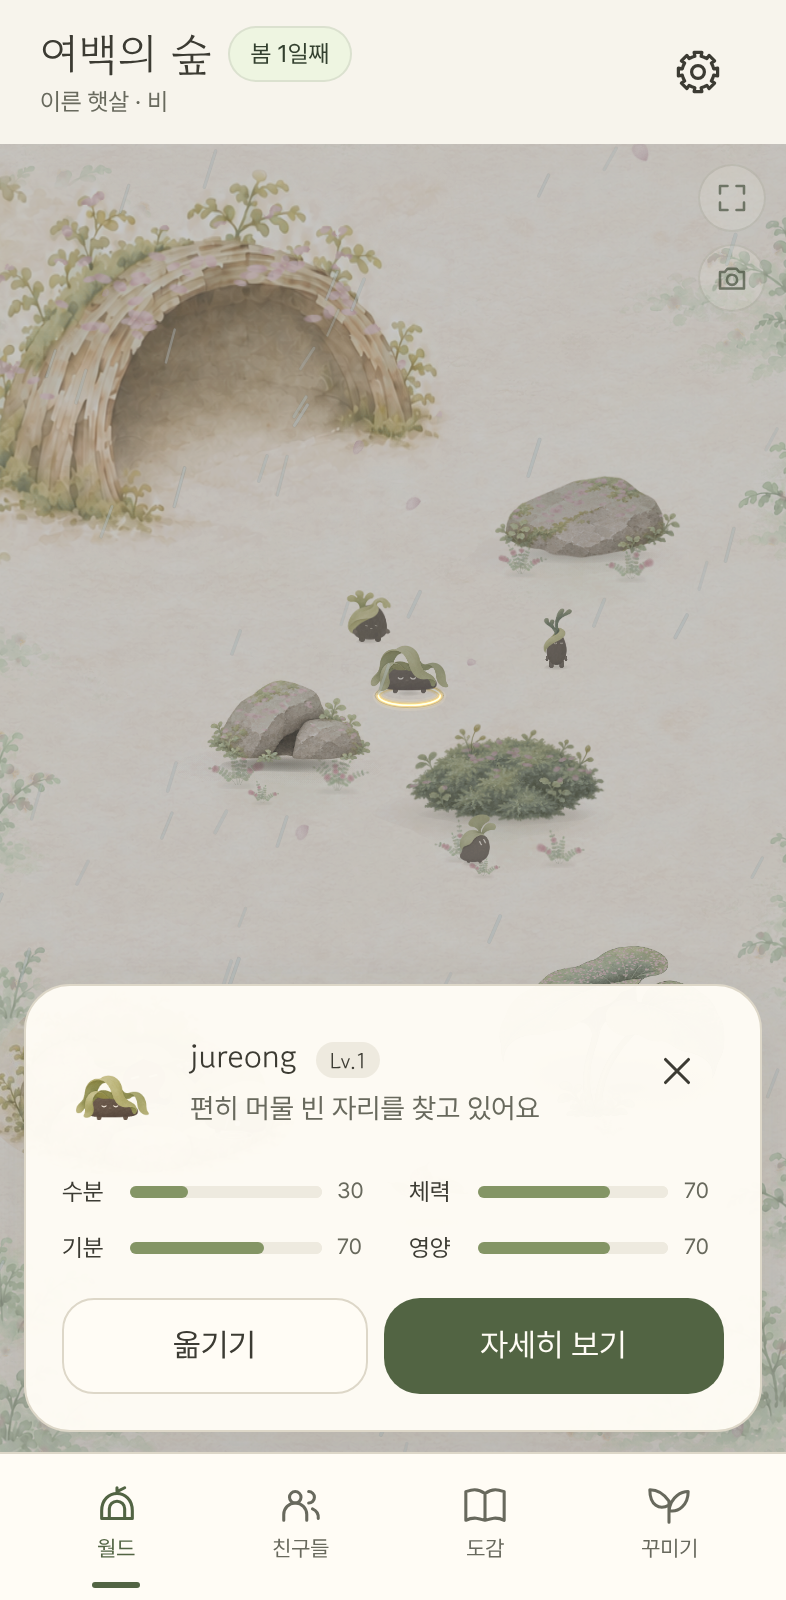 여백의 숲
봄 1일째
이른 햇살 · 비
jureong
Lv.1
편히 머물 빈 자리를 찾고 있어요
수분 30
체력 70
기분 70
영양 70
옮기기
자세히 보기
월드
친구들
도감
꾸미기